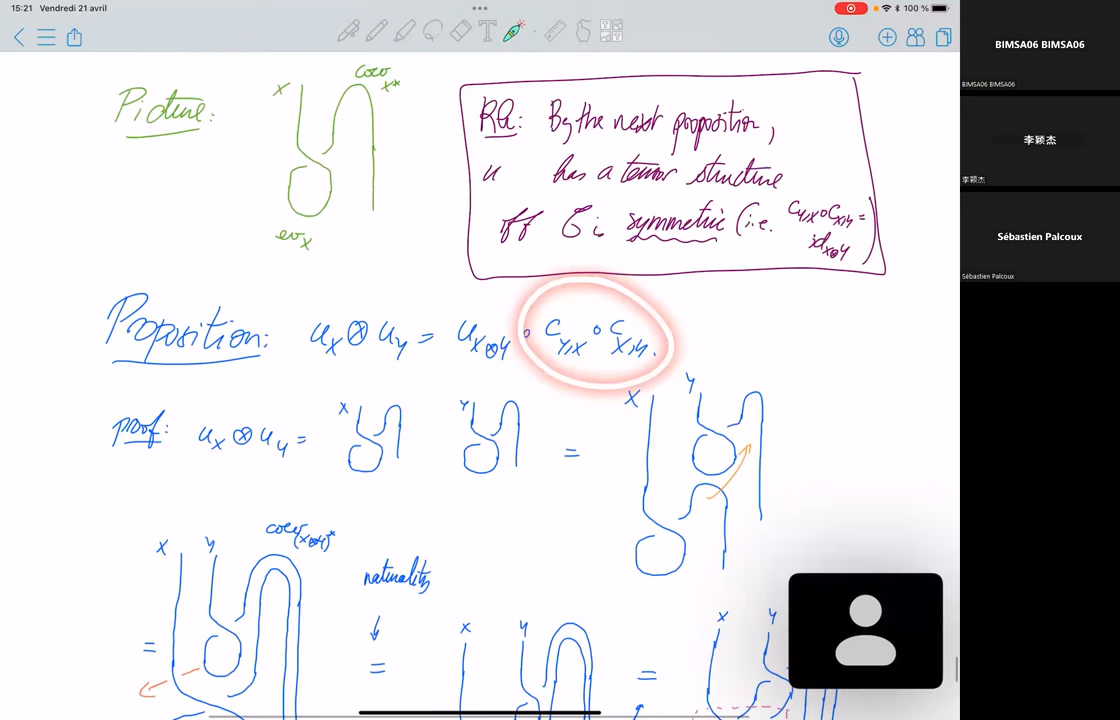 15:21 Vendredi 21 avril
100 %
Picture:
X
coev
X*
ev_X
Rk: By the next proposition,
u has a tensor structure
iff C is symmetric (i.e. c_{Y,X} ∘ c_{X,Y} = id_{X⊗Y})
Proposition: u_X ⊗ u_Y = u_{X⊗Y} ∘ c_{Y,X} ∘ c_{X,Y}.
proof: u_X ⊗ u_Y =
X
Y
=
X
Y
=
X
Y
coev_{(X⊗Y)*}
naturality
↓
=
X
Y
=
X
Y
BIMSA06 BIMSA06
BIMSA06 BIMSA06
李颖杰
李颖杰
Sébastien Palcoux
Sébastien Palcoux